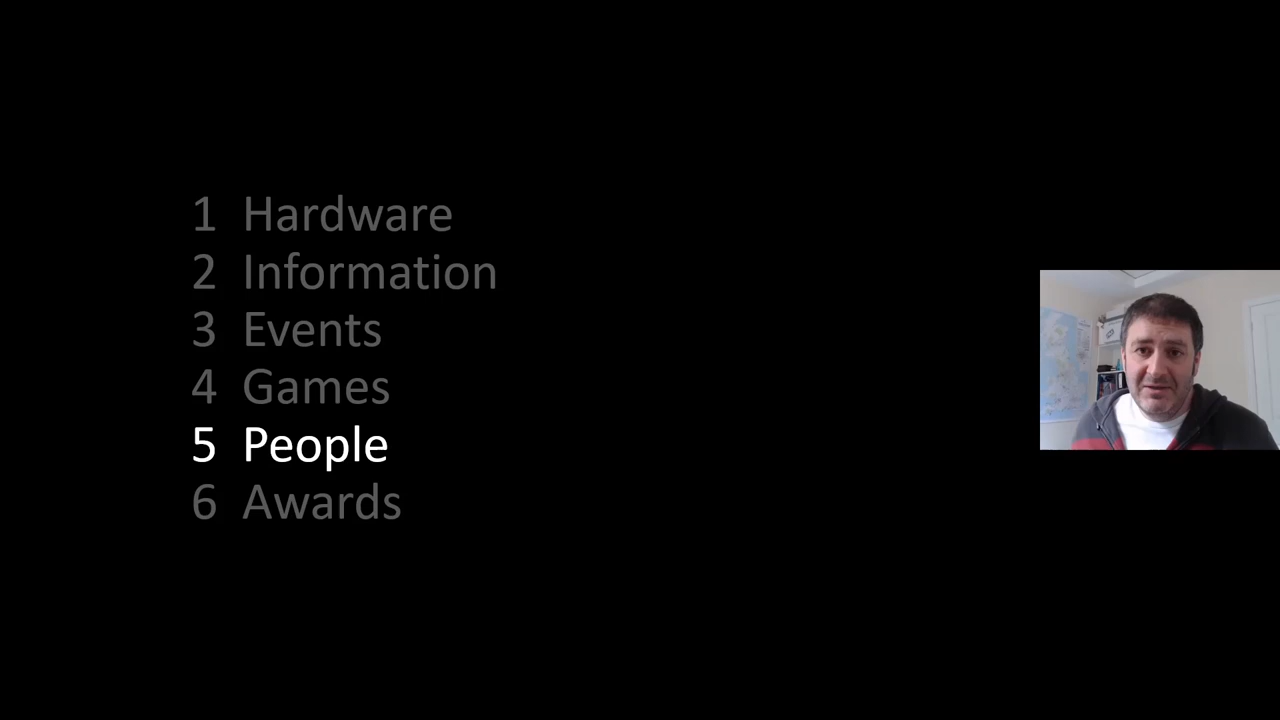 1 Hardware
2 Information
3 Events
4 Games
5 People
6 Awards